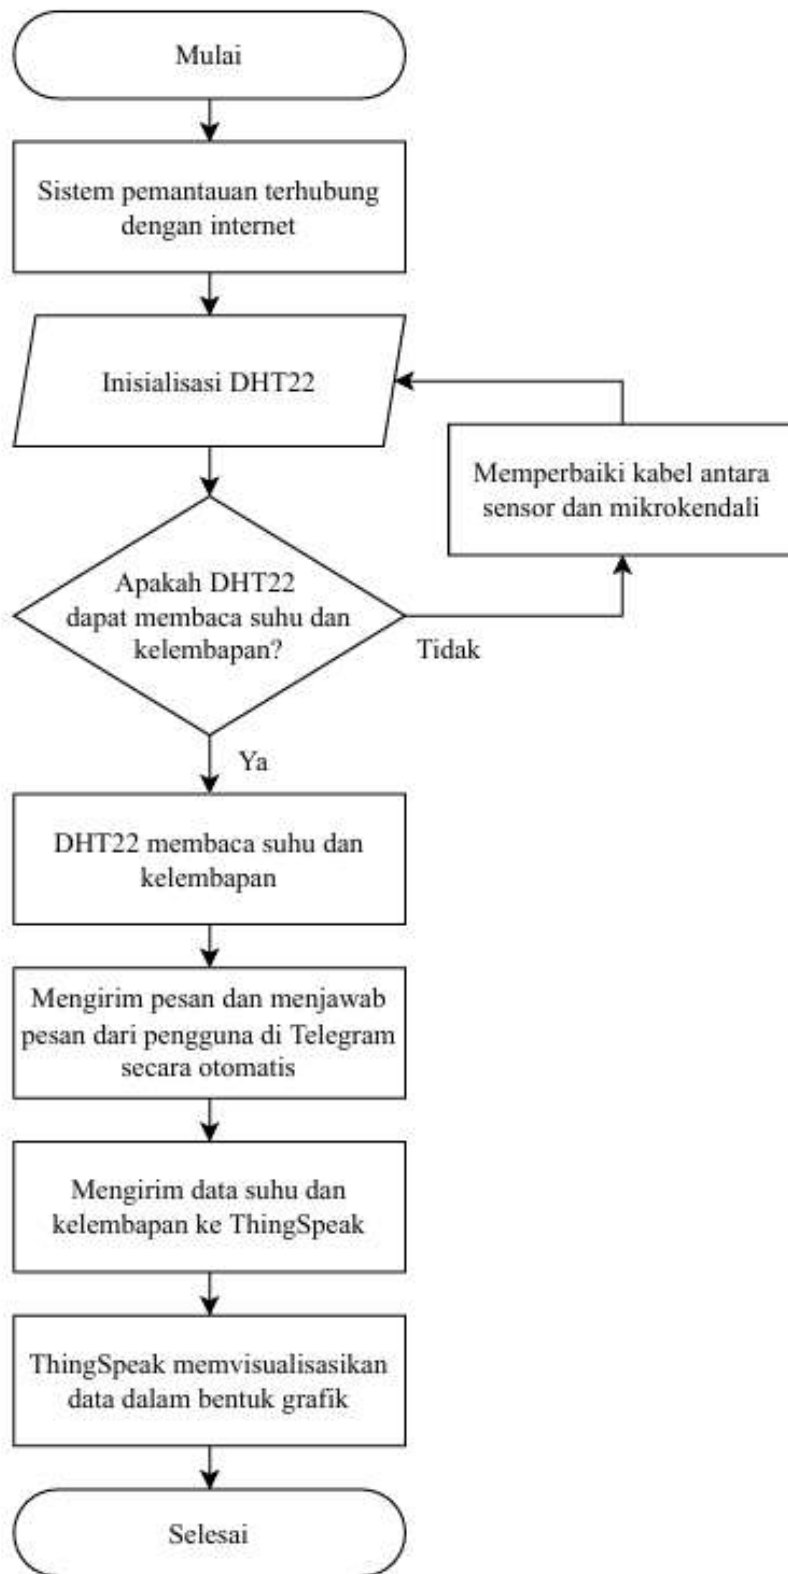 Mulai
Sistem pemantauan terhubung
dengan internet
Inisialisasi DHT22
Memperbaiki kabel antara
sensor dan mikrokendali
Apakah DHT22
dapat membaca suhu dan
kelembapan?
Tidak
Ya
DHT22 membaca suhu dan
kelembapan
Mengirim pesan dan menjawab
pesan dari pengguna di Telegram
secara otomatis
Mengirim data suhu dan
kelembapan ke ThingSpeak
ThingSpeak memvisualisasikan
data dalam bentuk grafik
Selesai